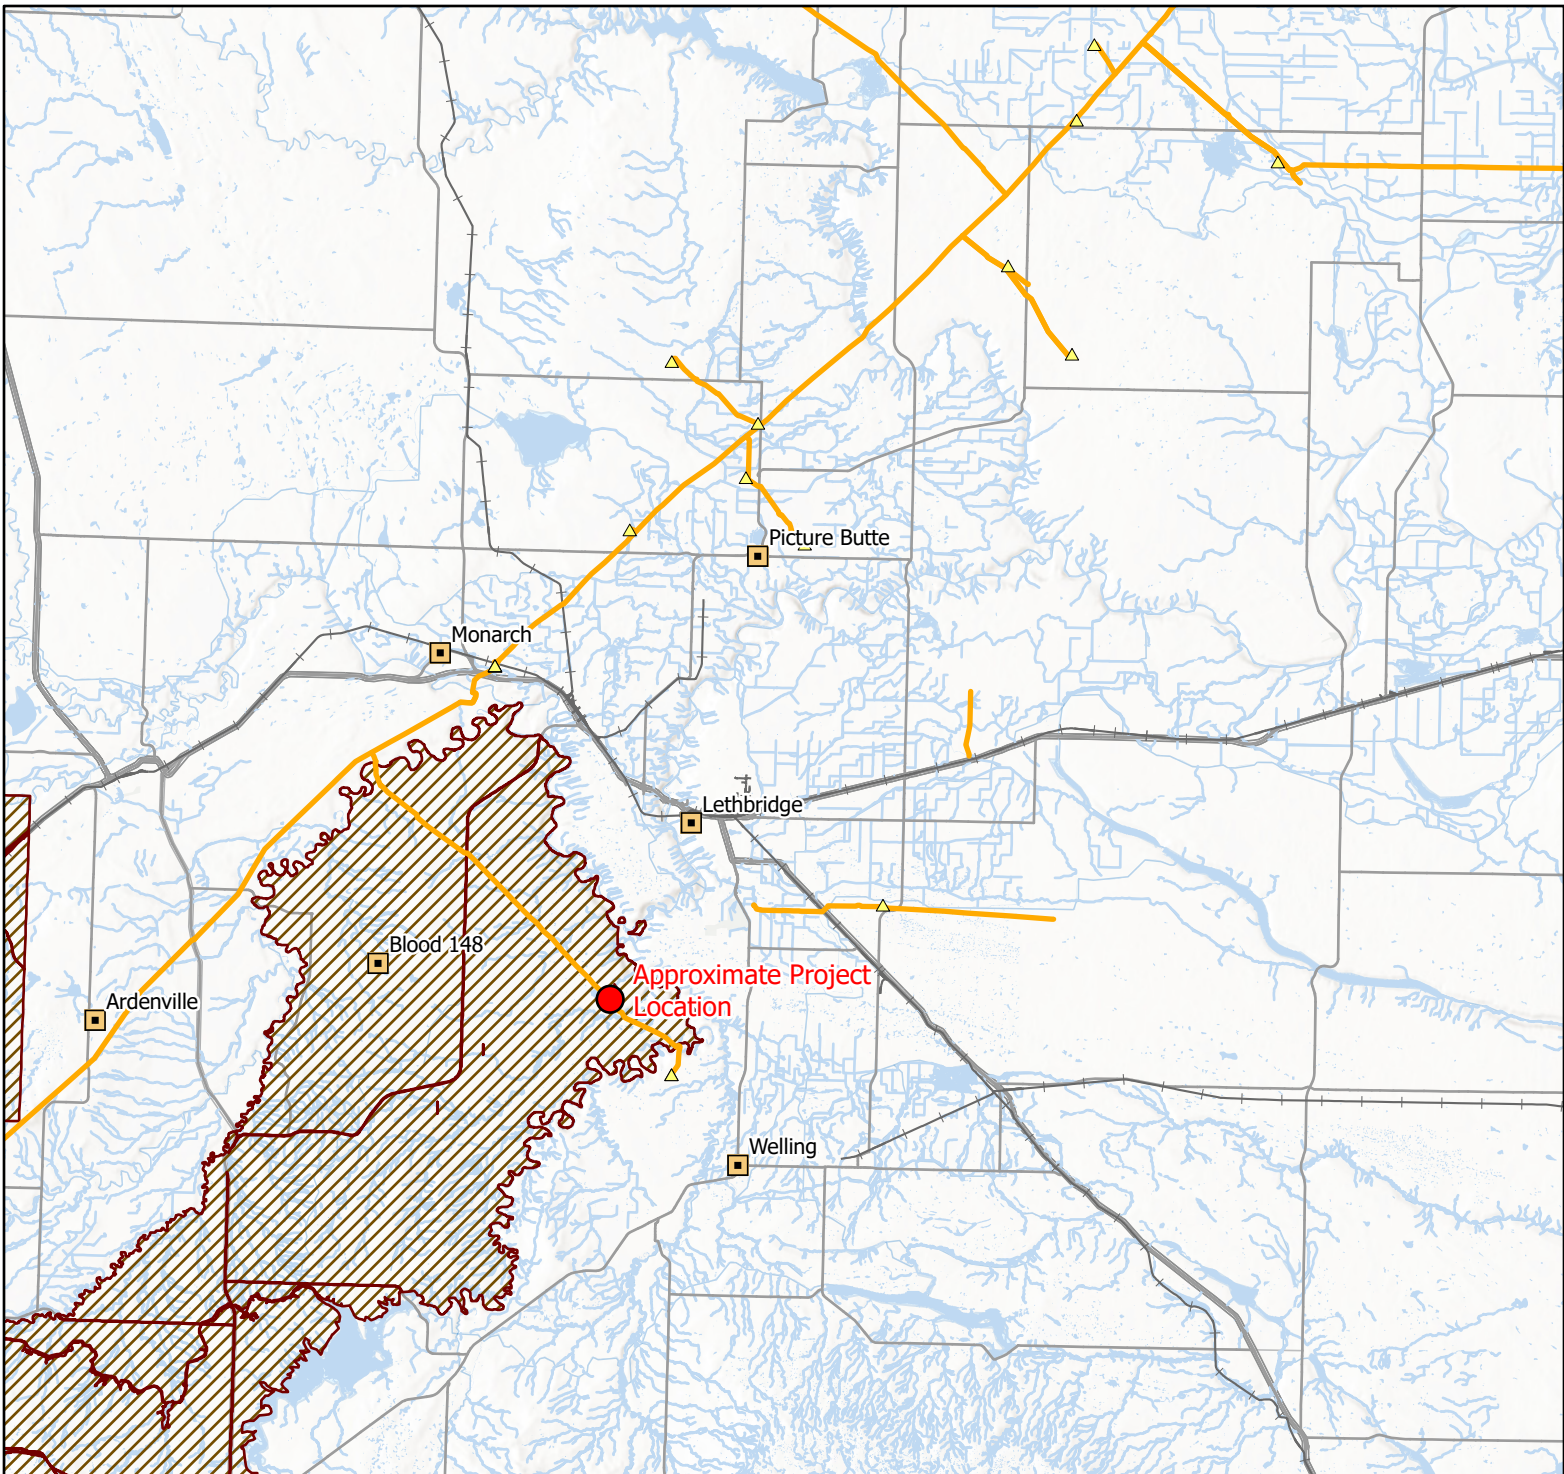 Picture Butte
Monarch
Lethbridge
Blood 148
Approximate Project
Location
Ardenville
Welling